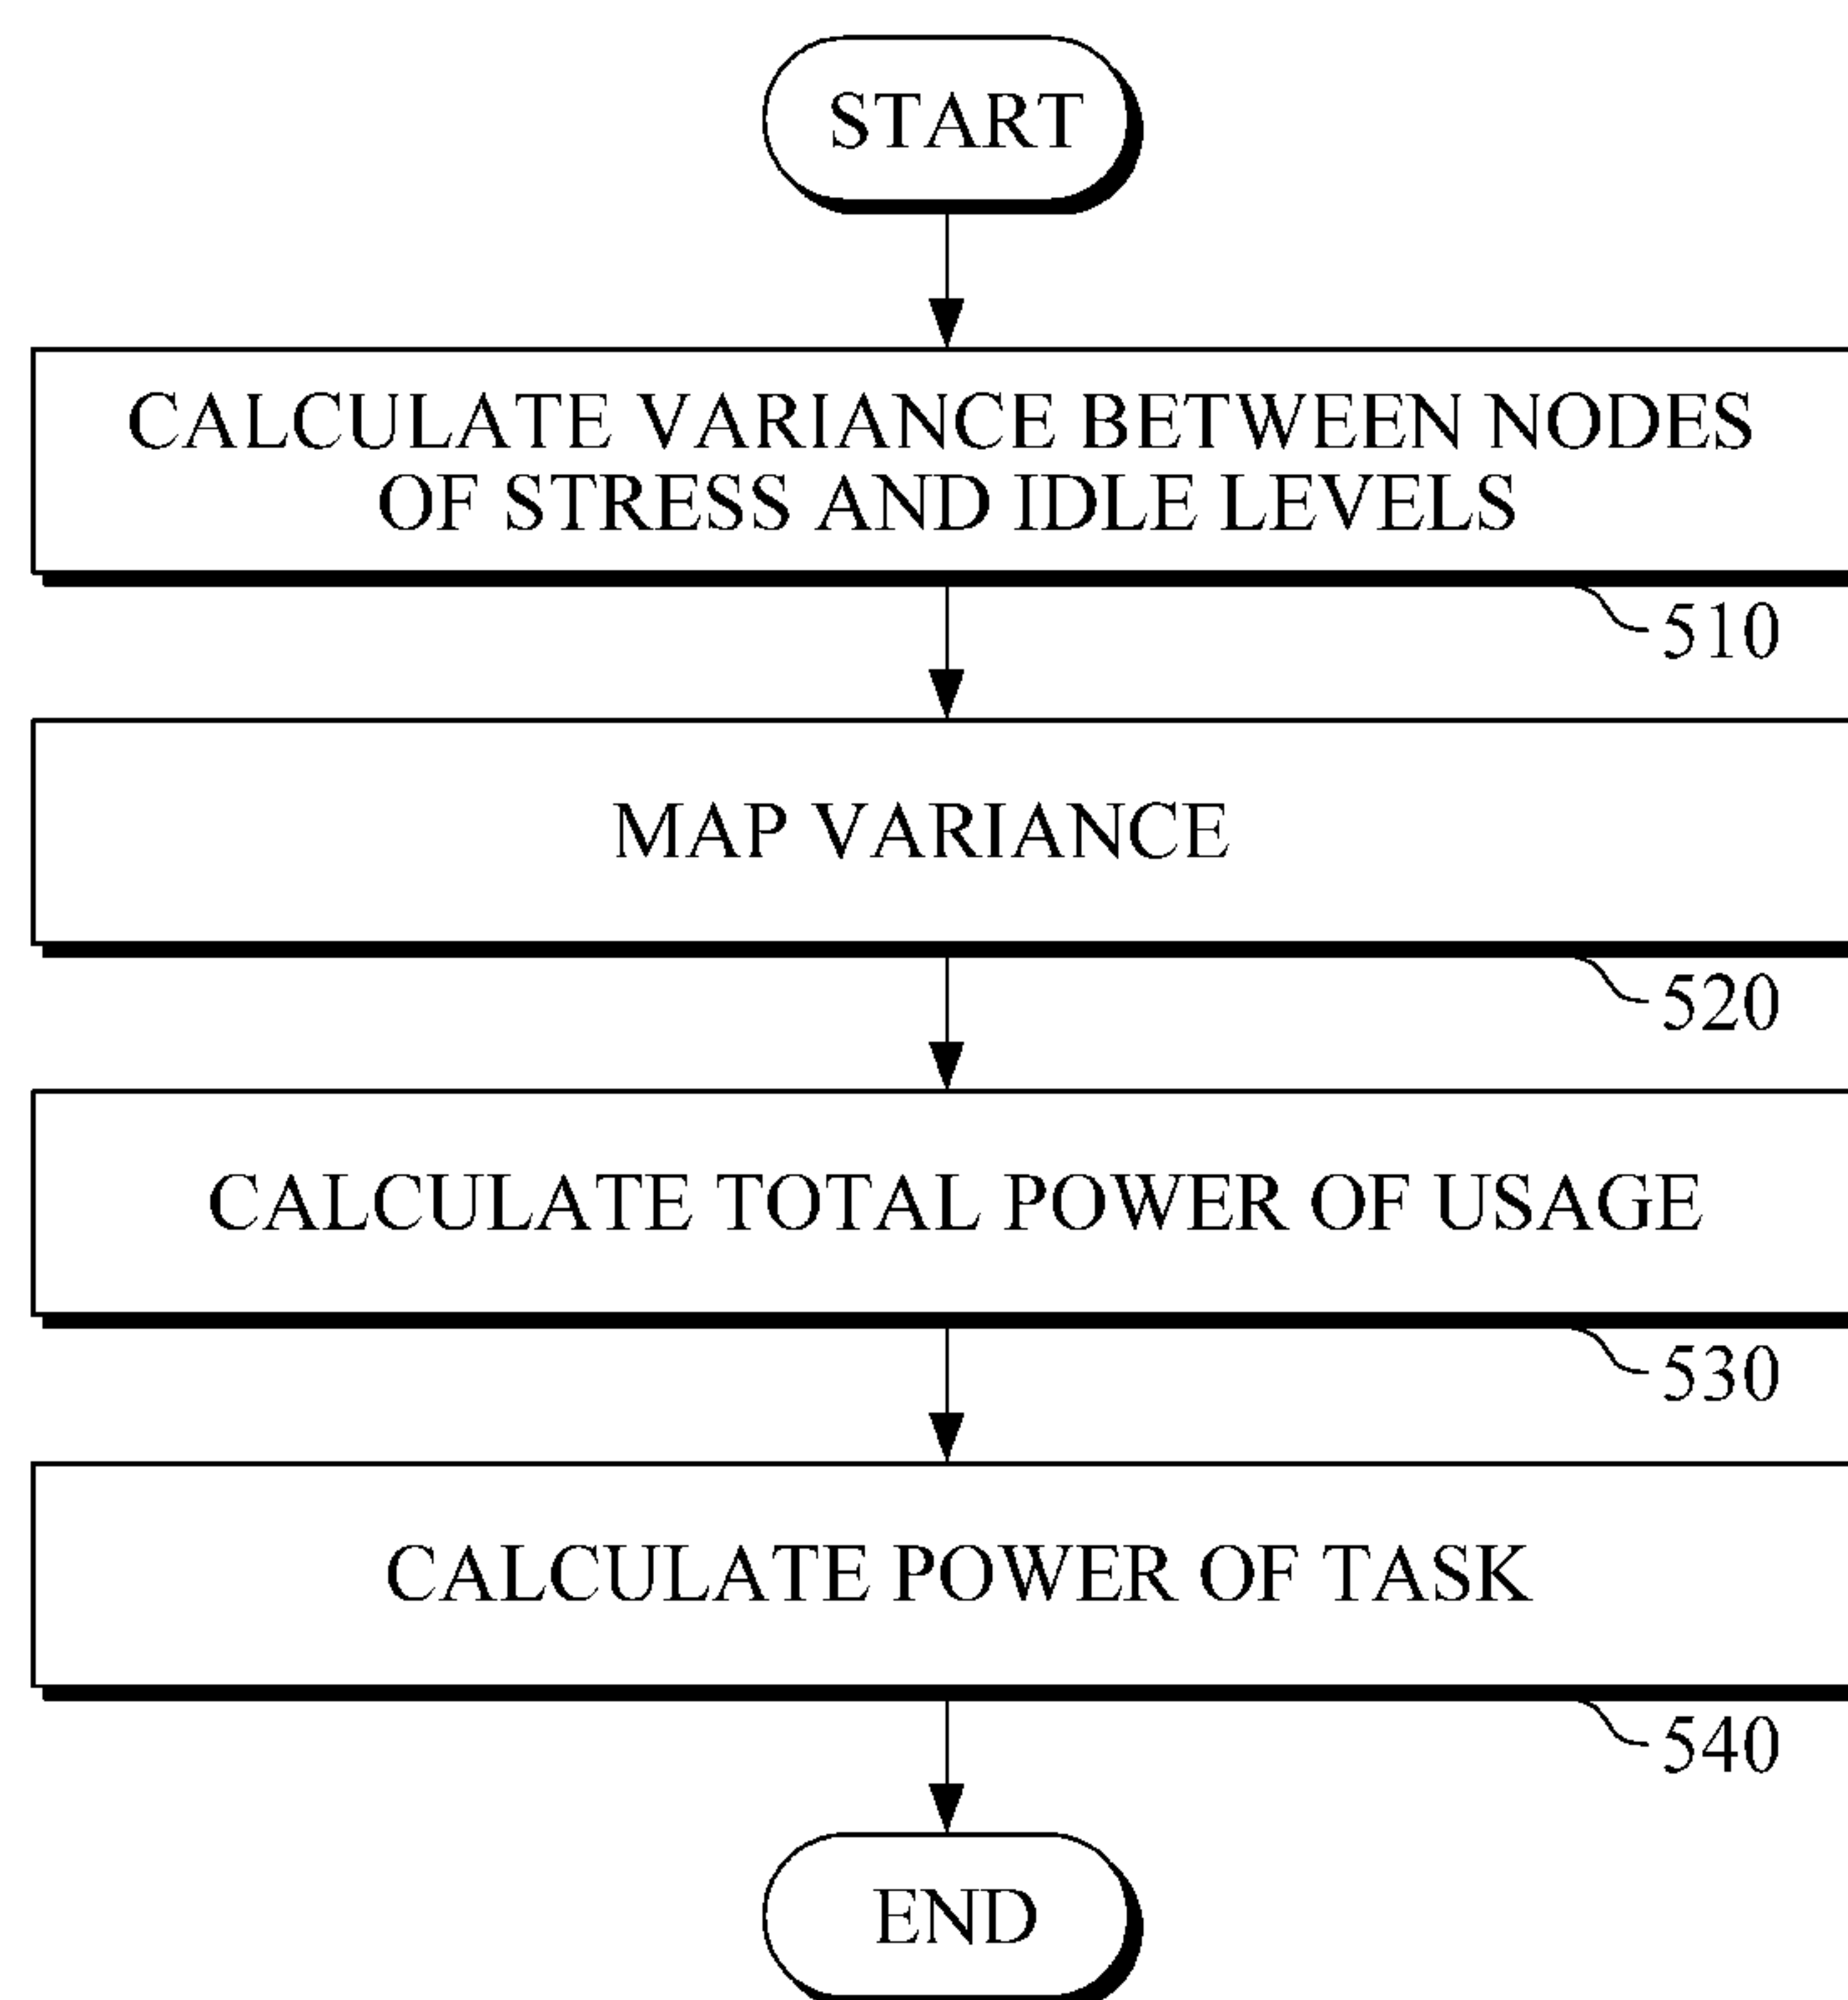 START
CALCULATE VARIANCE BETWEEN NODES
OF STRESS AND IDLE LEVELS
510
MAP VARIANCE
520
CALCULATE TOTAL POWER OF USAGE
530
CALCULATE POWER OF TASK
540
END